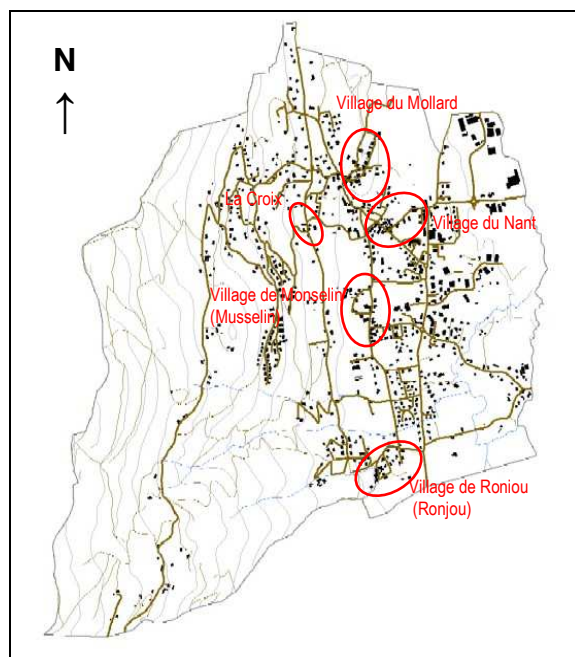 N
Village du Mollard
La Croix
Village du Nant
Village de Monselin
(Musselin)
Village de Roniou
(Ronjou)